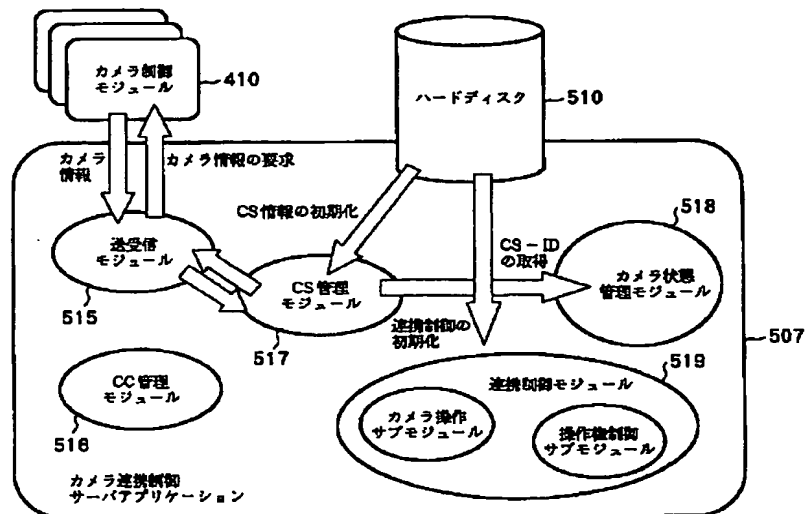 カメラ制御
モジュール
410
ハードディスク
510
カメラ
情報
カメラ情報の要求
CS情報の初期化
518
送受信
モジュール
CS-ID
の取得
カメラ状態
管理モジュール
CS管理
モジュール
515
517
連携制御の
初期化
507
519
CC管理
モジュール
連携制御モジュール
カメラ操作
サブモジュール
操作権制御
サブモジュール
516
カメラ連携制御
サーバアプリケーション